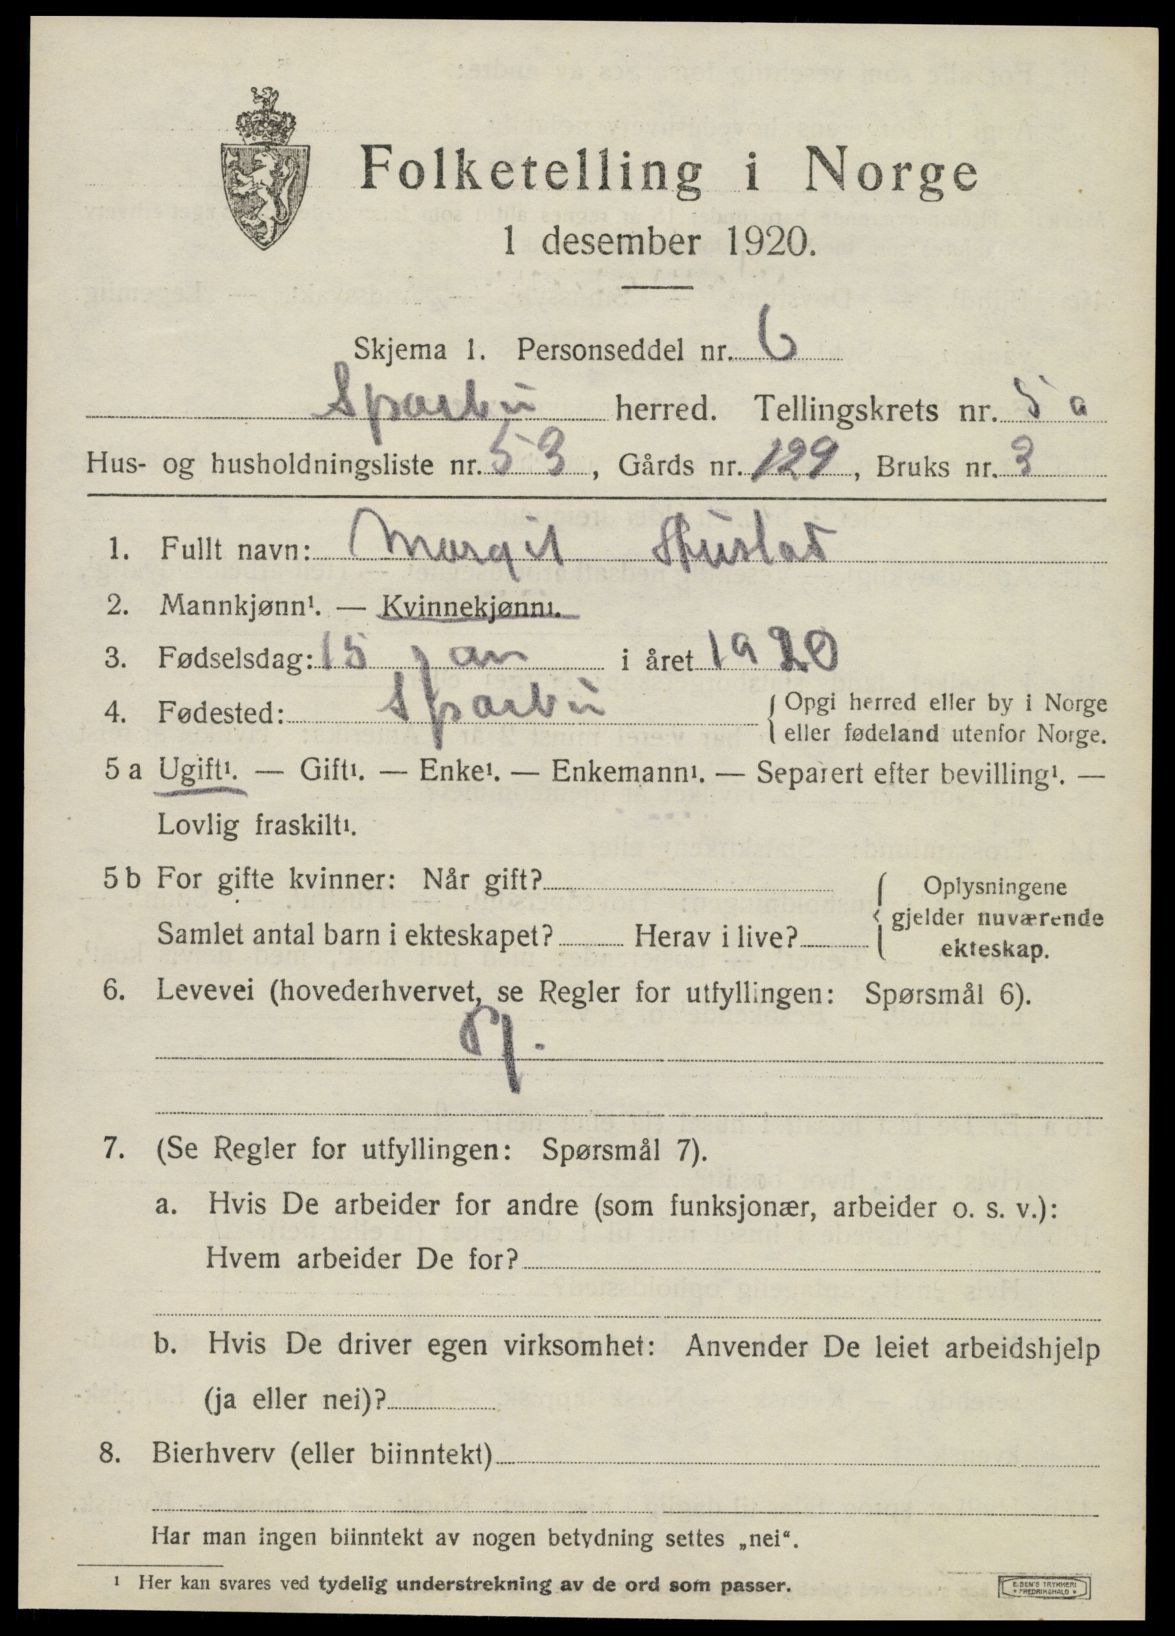 Folketelling i Norge
1 desember 1920.
Skjema 1. Personseddel nr. 6
Sparbu herred. Tellingskrets nr. 5 a
Hus- og husholdningsliste nr. 53, Gårds nr. 129, Bruks nr. 3
1. Fullt navn: Margit Hustad
2. Mannkjønn¹. — Kvinnekjønn¹.
3. Fødselsdag: 15 jan i året 1920
4. Fødested: Sparbu { Opgi herred eller by i Norge
eller fødeland utenfor Norge.
5 a Ugift¹. — Gift¹. — Enke¹. — Enkemann¹. — Separert efter bevilling¹. —
Lovlig fraskilt¹.
5 b For gifte kvinner: Når gift? { Oplysningene
gjelder nuværende
Samlet antal barn i ekteskapet? Herav i live?
ekteskap.
6. Levevei (hovederhvervet, se Regler for utfyllingen: Spørsmål 6).
7. (Se Regler for utfyllingen: Spørsmål 7).
a. Hvis De arbeider for andre (som funksjonær, arbeider o. s. v.):
Hvem arbeider De for?
b. Hvis De driver egen virksomhet: Anvender De leiet arbeidshjelp
(ja eller nei)?
8. Bierhverv (eller biinntekt)
Har man ingen biinntekt av nogen betydning settes „nei“.
¹ Her kan svares ved tydelig understrekning av de ord som passer.
E. SEM'S TRYKKERI
FREDRIKSHALD